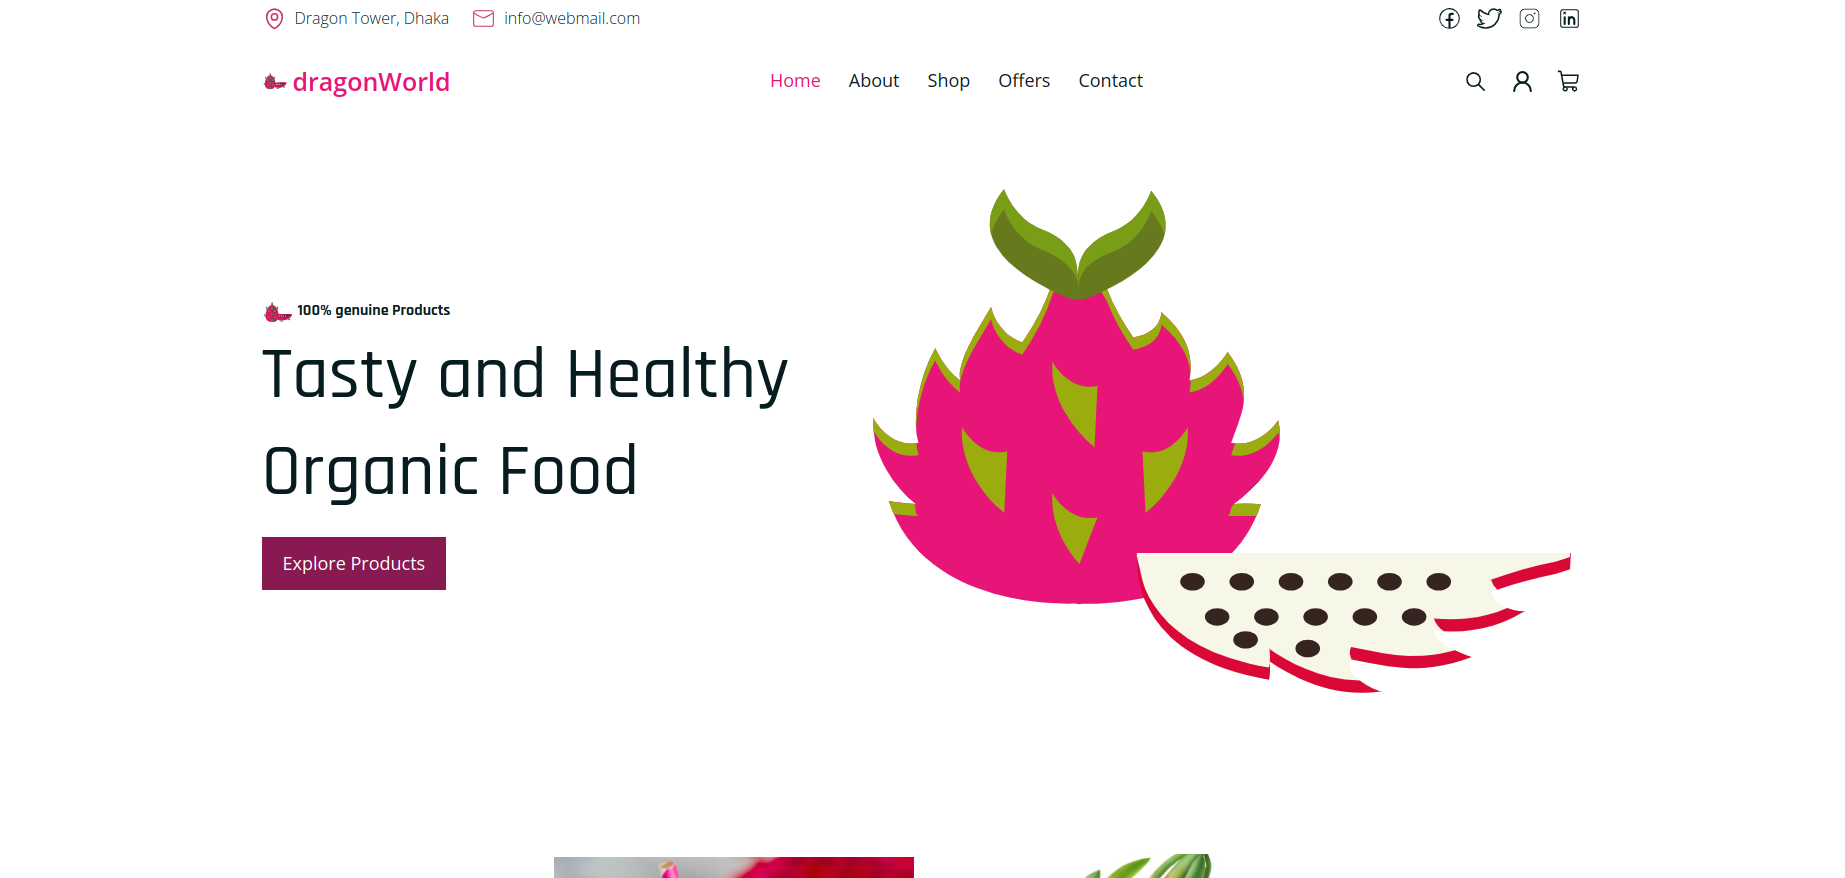 Dragon Tower, Dhaka
info@webmail.com
dragonWorld
Home
About
Shop
Offers
Contact
100% genuine Products
Tasty and Healthy
Organic Food
Explore Products